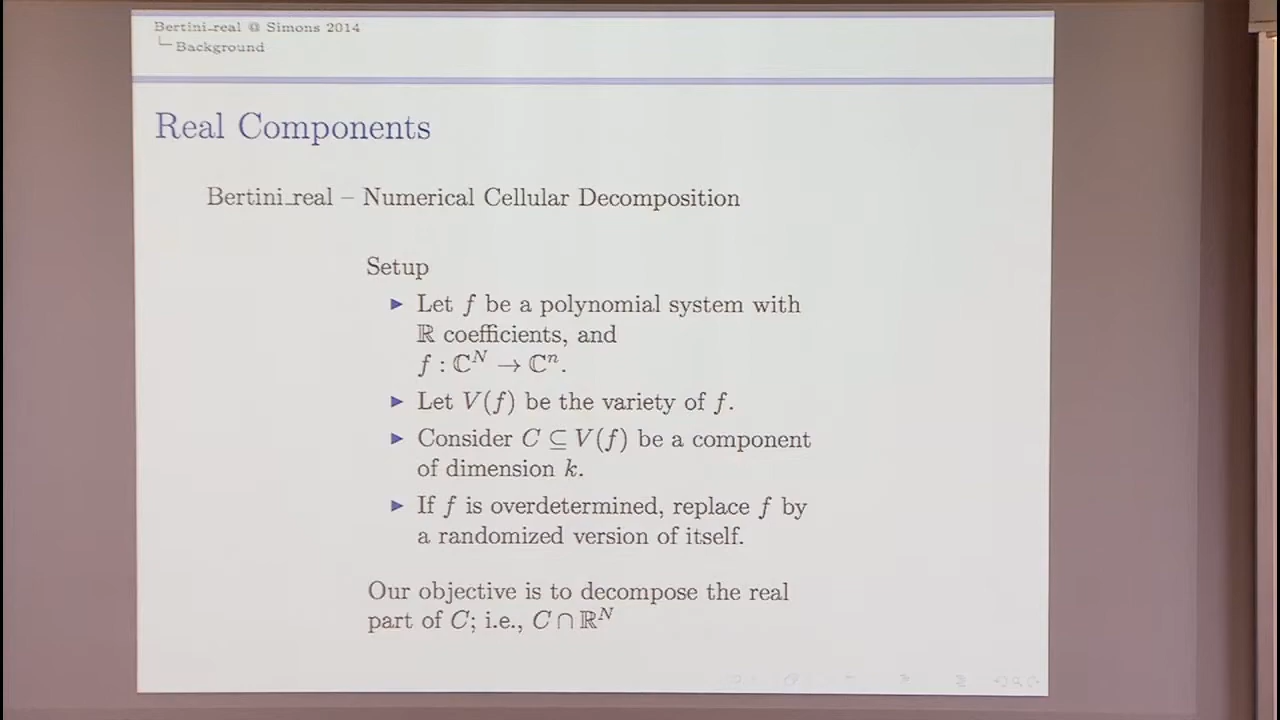 Bertini_real @ Simons 2014
Background
Real Components
Bertini_real – Numerical Cellular Decomposition
Setup
▶ Let f be a polynomial system with
ℝ coefficients, and
f : ℂ^N → ℂ^n.
▶ Let V(f) be the variety of f.
▶ Consider C ⊆ V(f) be a component
of dimension k.
▶ If f is overdetermined, replace f by
a randomized version of itself.
Our objective is to decompose the real
part of C; i.e., C ∩ ℝ^N